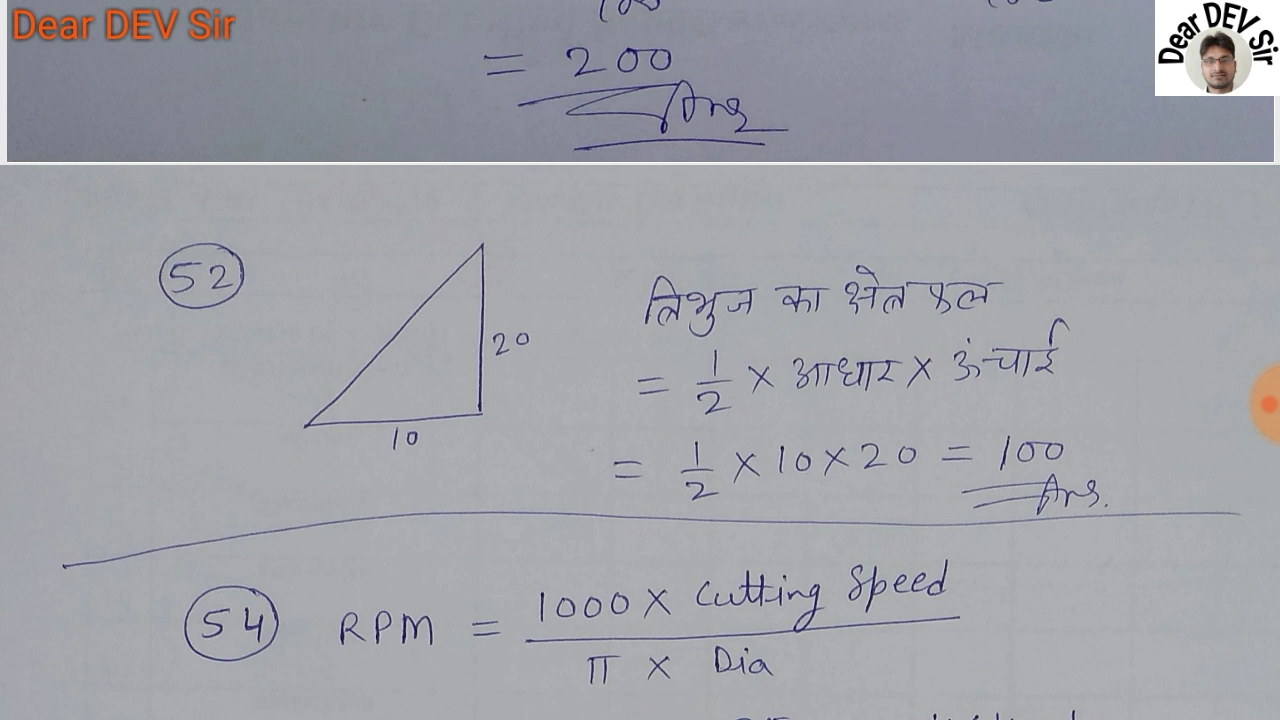 Dear DEV Sir
Dear DEV Sir
= 200
Ans
52
20
10
त्रिभुज का क्षेत्रफल
= 1/2 × आधार × ऊंचाई
= 1/2 × 10 × 20 = 100
Ans.
54 RPM = 1000 × Cutting Speed
π × Dia